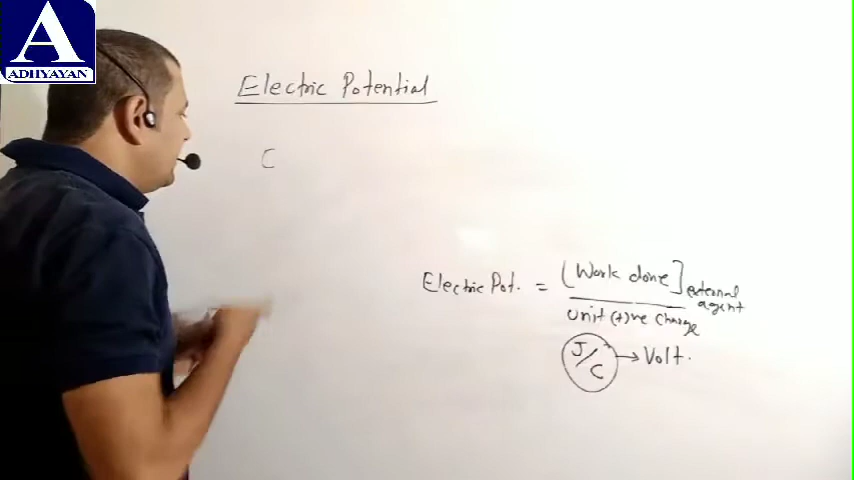 A
ADHYAYAN
Electric Potential
C
Electric Pot. = [Work done] external agent
unit (+)ve charge
J/C → Volt.